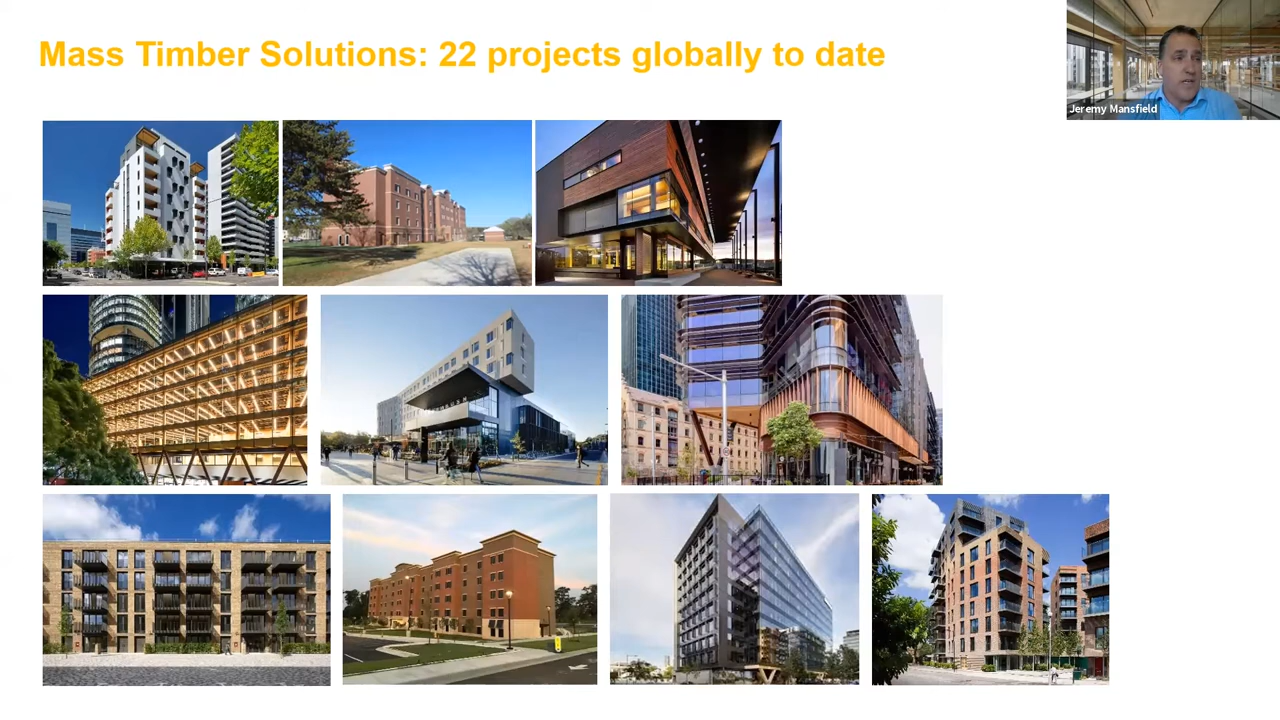 Mass Timber Solutions: 22 projects globally to date
Jeremy Mansfield